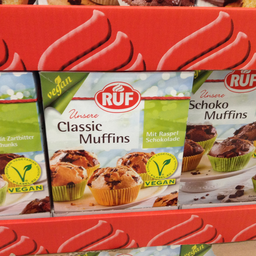 vegan
RUF
Unsere
Classic
Muffins
Mit Raspel-
Schokolade
VEGAN
RUF
Unsere
Schoko
Muffins
VEGAN
VEGAN